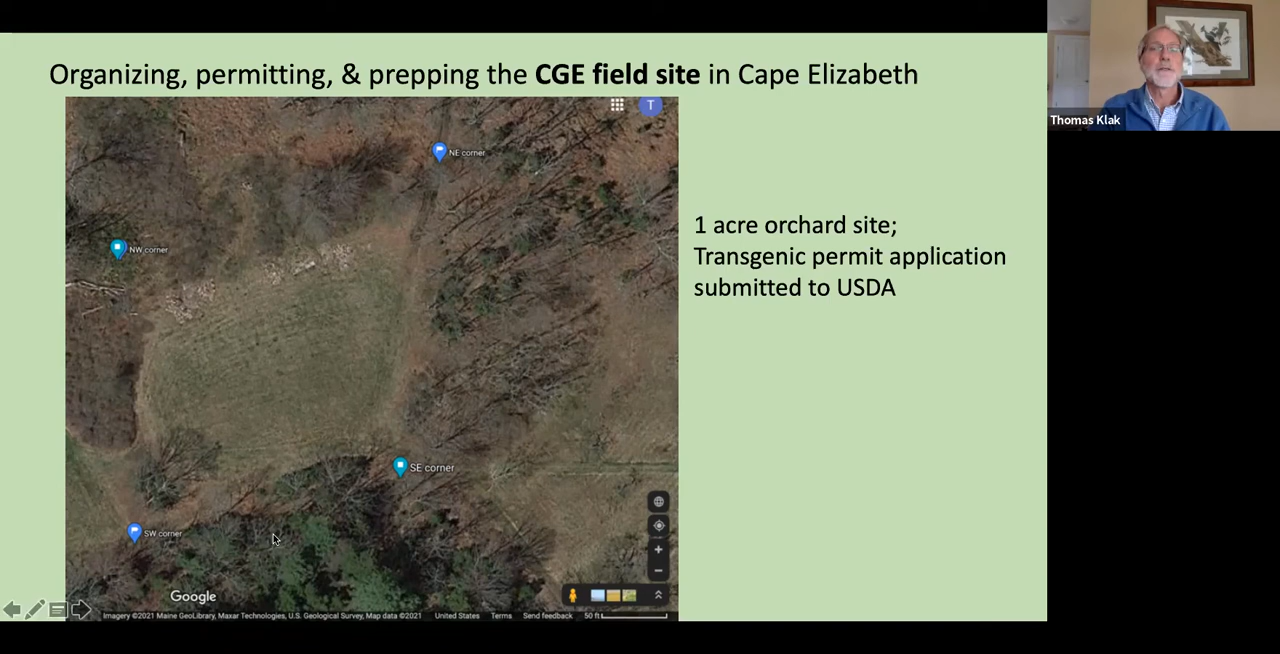 Organizing, permitting, & prepping the CGE field site in Cape Elizabeth
Thomas Klak
T
NE corner
NW corner
1 acre orchard site;
Transgenic permit application
submitted to USDA
SE corner
SW corner
Google
Imagery ©2021 Maine GeoLibrary, Maxar Technologies, U.S. Geological Survey, Map data ©2021 United States Terms Send feedback 50 ft